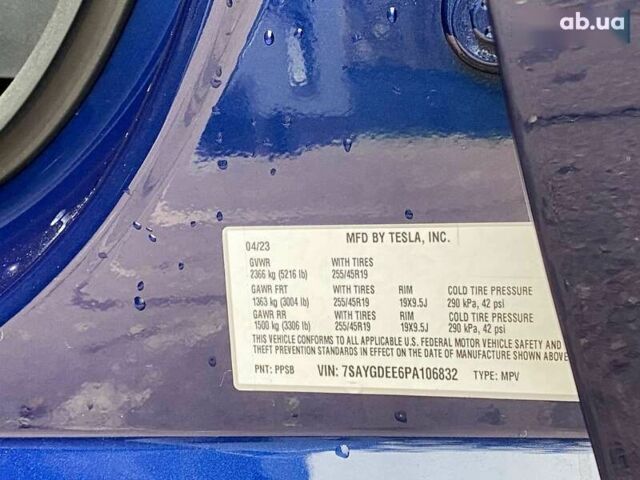 ab.ua
04/23 MFD BY TESLA, INC.
GVWR WITH TIRES
2366 kg (5216 lb) 255/45R19
GAWR FRT WITH TIRES RIM COLD TIRE PRESSURE
1363 kg (3004 lb) 255/45R19 19X9.5J 290 kPa, 42 psi
GAWR RR WITH TIRES RIM COLD TIRE PRESSURE
1500 kg (3306 lb) 255/45R19 19X9.5J 290 kPa, 42 psi
THIS VEHICLE CONFORMS TO ALL APPLICABLE U.S. FEDERAL MOTOR VEHICLE SAFETY AND
THEFT PREVENTION STANDARDS IN EFFECT ON THE DATE OF MANUFACTURE SHOWN ABOVE
PNT: PPSB VIN: 7SAYGDEE6PA106832 TYPE: MPV